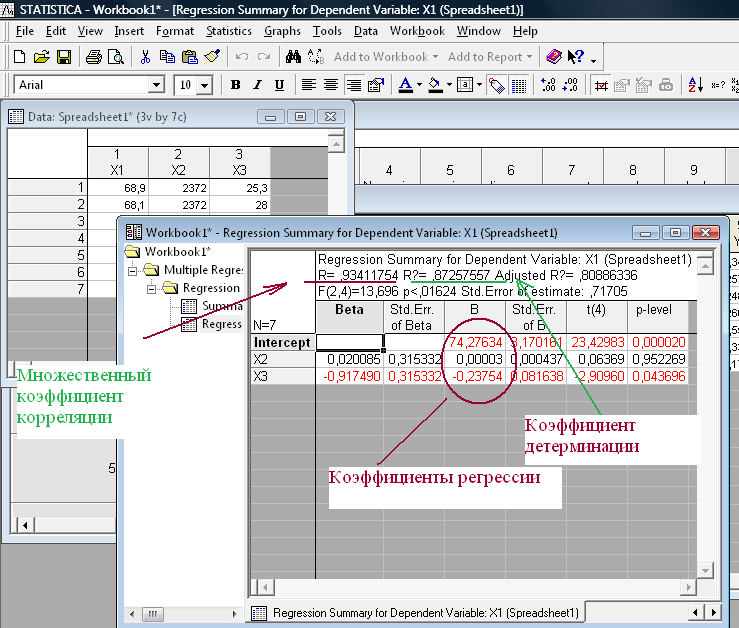 STATISTICA - Workbook1* - [Regression Summary for Dependent Variable: X1 (Spreadsheet1)]
File Edit View Insert Format Statistics Graphs Tools Data Workbook Window Help
Add to Workbook Add to Report
Arial 10 B I U
Data: Spreadsheet1* (3v by 7c)
1 2 3
X1 X2 X3
1 68,9 2372 25,3
2 68,1 2372 28
3
4
5
6
7
4 5 6 7 8 9
Workbook1* - Regression Summary for Dependent Variable: X1 (Spreadsheet1)
Workbook1*
Multiple Regre
Regression
Summa
Regress
Regression Summary for Dependent Variable: X1 (Spreadsheet1)
R= ,93411754 R?= ,87257557 Adjusted R?= ,80886336
F(2,4)=13,696 p<,01624 Std.Error of estimate: ,71705
N=7 Beta Std.Err. of Beta B Std.Err. of B t(4) p-level
Intercept 74,27634 3,170161 23,42983 0,000020
X2 0,020085 0,315332 0,00003 0,000437 0,06369 0,952269
X3 -0,917490 0,315332 -0,23754 0,081638 -2,90960 0,043696
Множественный
коэффициент
корреляции
Коэффициент
детерминации
Коэффициенты регрессии
5
Regression Summary for Dependent Variable: X1 (Spreadsheet1)